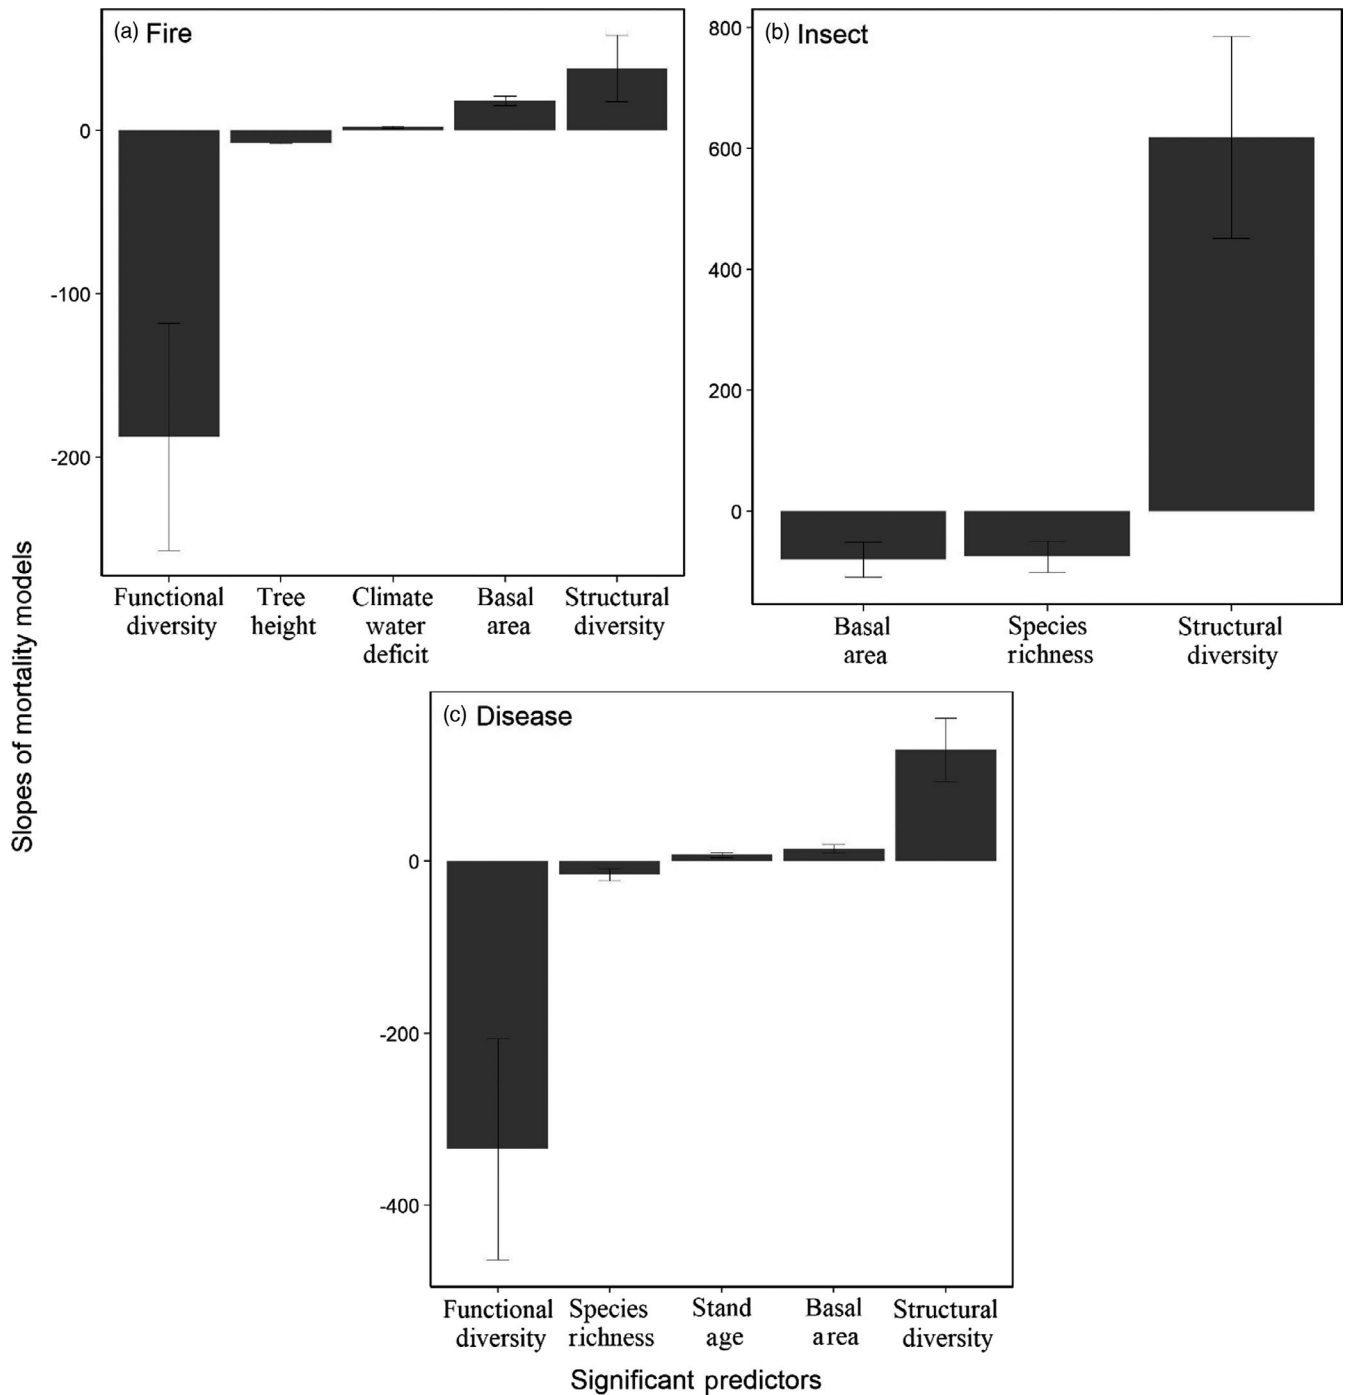 (a) Fire
0
-100
-200
Functional diversity
Tree height
Climate water deficit
Basal area
Structural diversity
(b) Insect
800
600
400
200
0
Basal area
Species richness
Structural diversity
Slopes of mortality models
(c) Disease
0
-200
-400
Functional diversity
Species richness
Stand age
Basal area
Structural diversity
Significant predictors